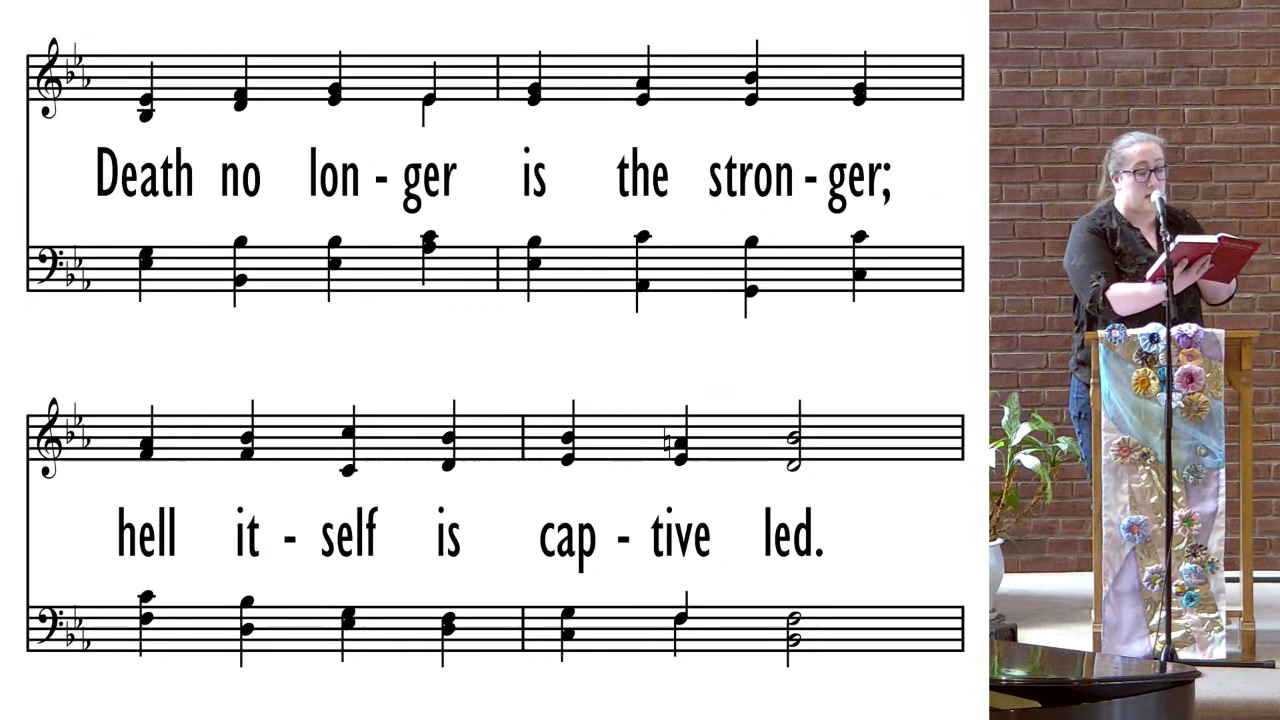 Death no lon - ger is the stron - ger;
hell it - self is cap - tive led.